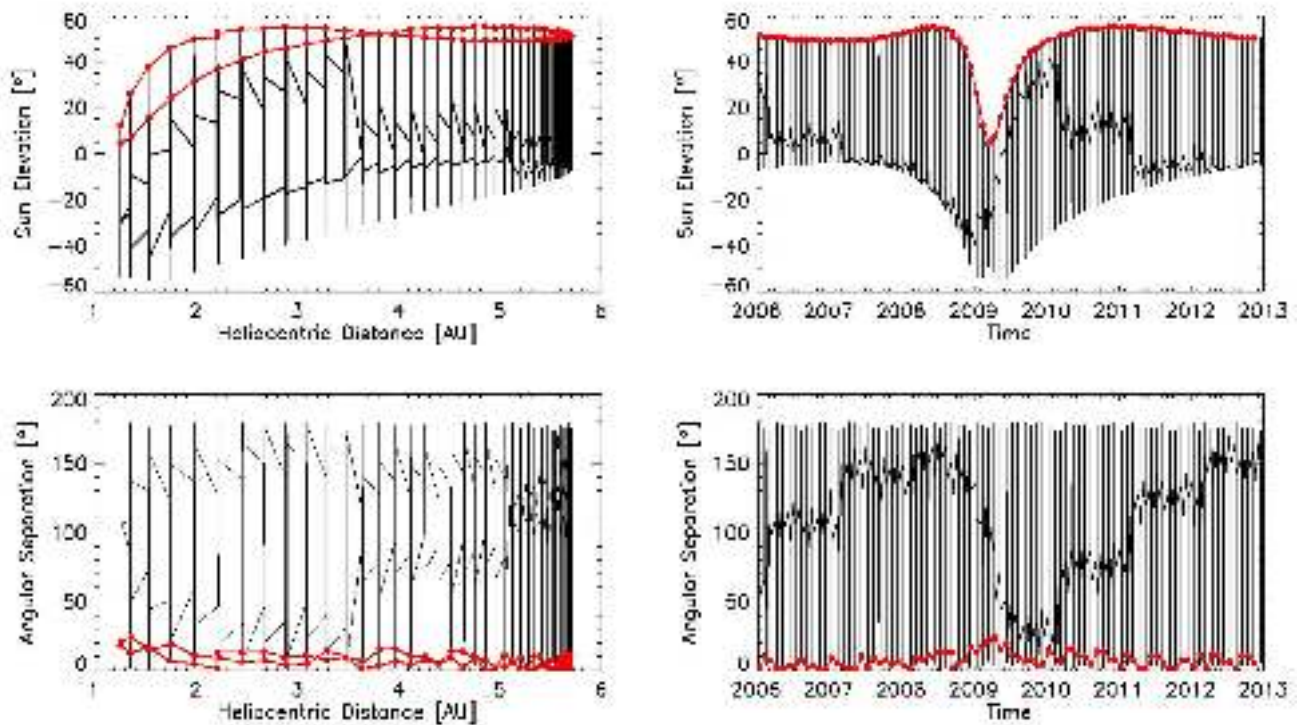 60
40
20
0
−20
−40
−60
Sun Elevation [°]
1 2 3 4 5 6
Heliocentric Distance [AU]
60
40
20
0
−20
−40
−60
Sun Elevation [°]
2006 2007 2008 2009 2010 2011 2012 2013
Time
200
150
100
50
0
Angular Separation [°]
1 2 3 4 5 6
Heliocentric Distance [AU]
200
150
100
50
0
Angular Separation [°]
2006 2007 2008 2009 2010 2011 2012 2013
Time